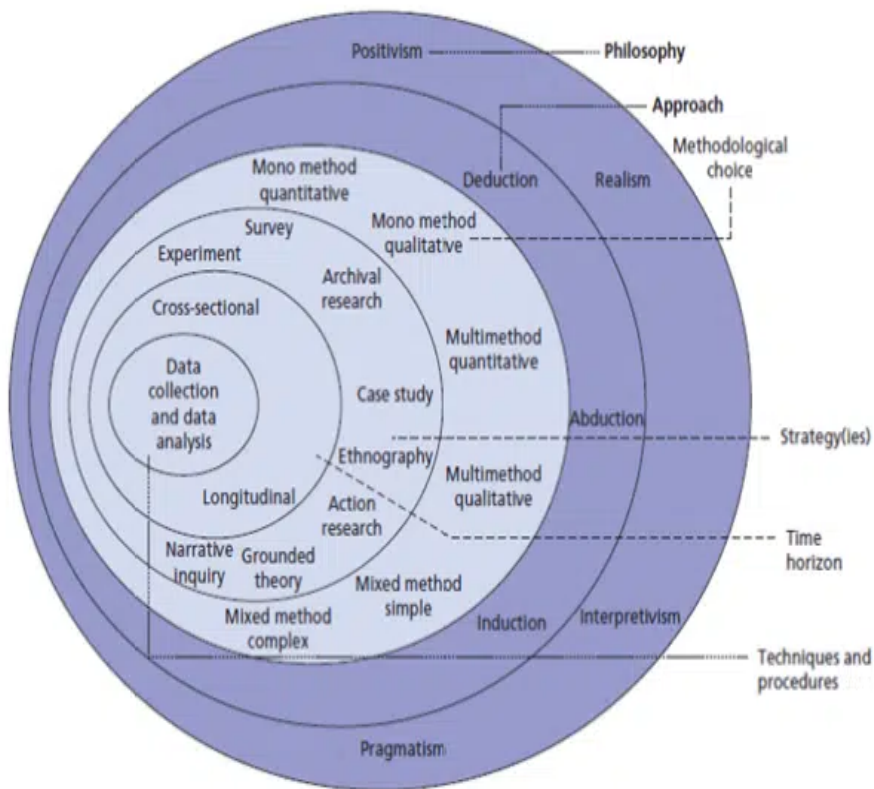 Positivism
Philosophy
Approach
Methodological
choice
Mono method
quantitative
Deduction
Realism
Mono method
qualitative
Survey
Experiment
Archival
research
Cross-sectional
Multimethod
quantitative
Data
collection
and data
analysis
Case study
Abduction
Strategy(ies)
Ethnography
Multimethod
qualitative
Longitudinal
Action
research
Time
horizon
Narrative
inquiry
Grounded
theory
Mixed method
simple
Mixed method
complex
Induction
Interpretivism
Techniques and
procedures
Pragmatism